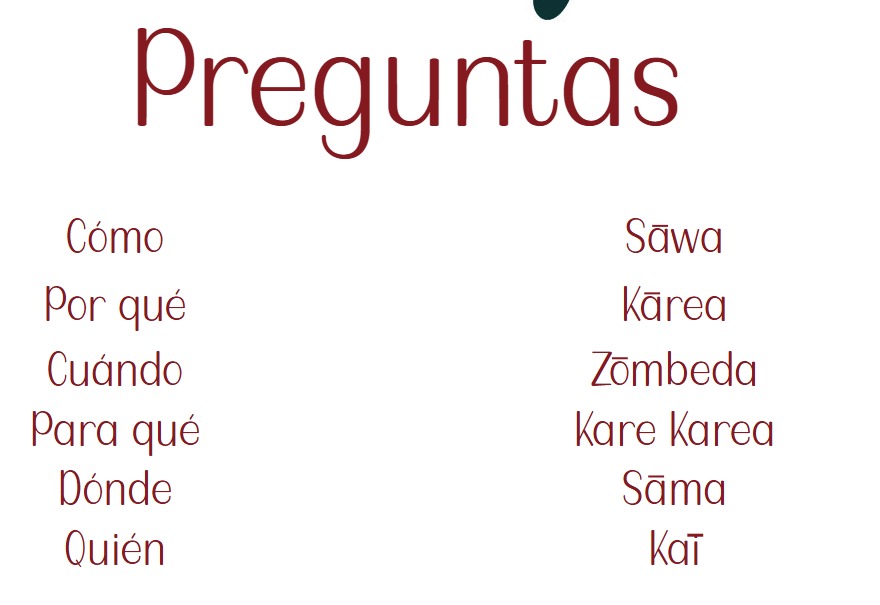 Preguntas
Cómo Sāwa
Por qué Kārea
Cuándo Zōmbeda
Para qué Kare Karea
Dónde Sāma
Quién Kaī